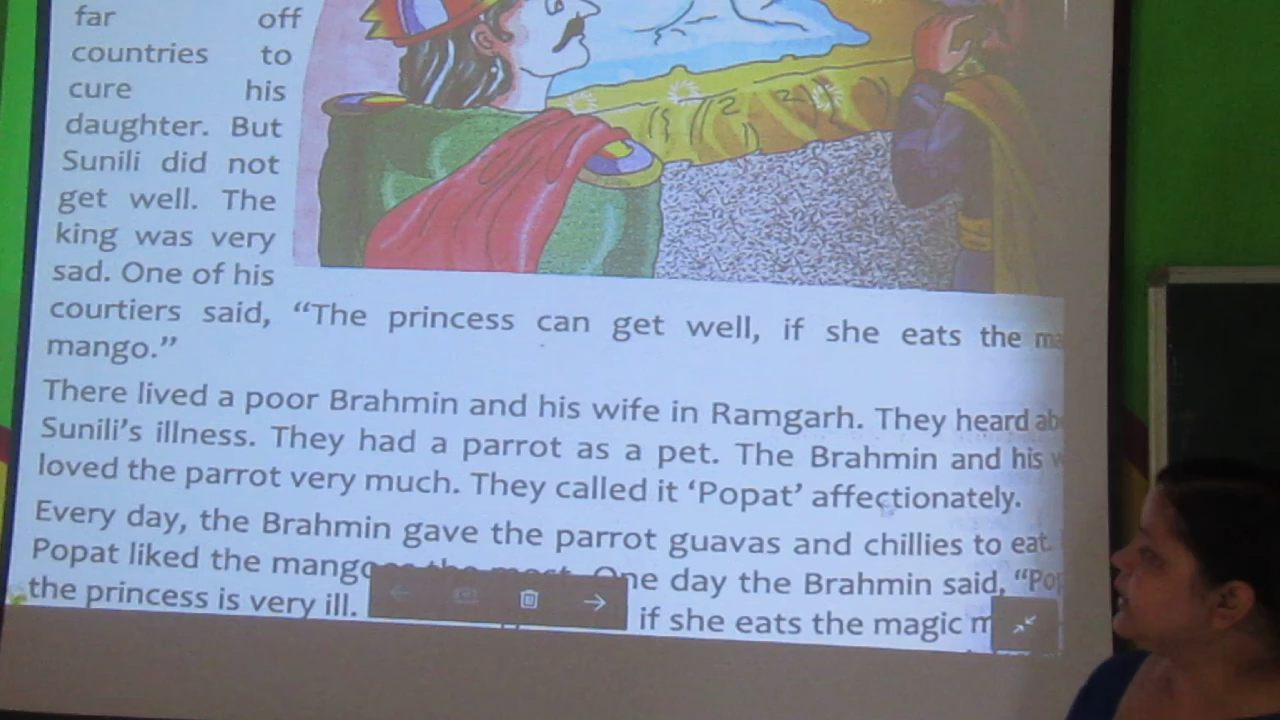 far off
countries to
cure his
daughter. But
Sunili did not
get well. The
king was very
sad. One of his
courtiers said, “The princess can get well, if she eats the
mango.”
There lived a poor Brahmin and his wife in Ramgarh. They heard
Sunili’s illness. They had a parrot as a pet. The Brahmin and his
loved the parrot very much. They called it ‘Popat’ affectionately.
Every day, the Brahmin gave the parrot guavas and chillies to eat.
Popat liked the the most. One day the Brahmin said,
the princess is very ill. if she eats the magic